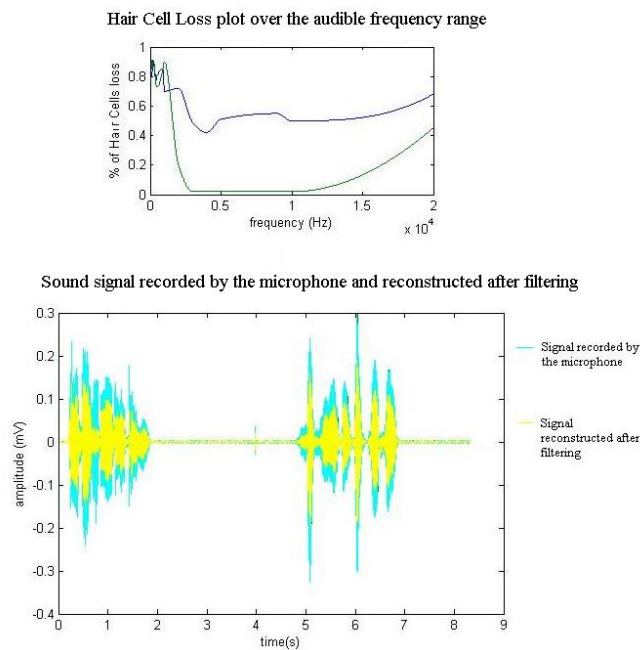 Hair Cell Loss plot over the audible frequency range
1
0.8
0.6
0.4
0.2
0
% of Hair Cells loss
0 0.5 1 1.5 2
frequency (Hz)
x 10^4
Sound signal recorded by the microphone and reconstructed after filtering
0.3
0.2
0.1
0
-0.1
-0.2
-0.3
-0.4
amplitude (mV)
0 1 2 3 4 5 6 7 8 9
time(s)
Signal recorded by
the microphone
Signal
reconstructed after
filtering